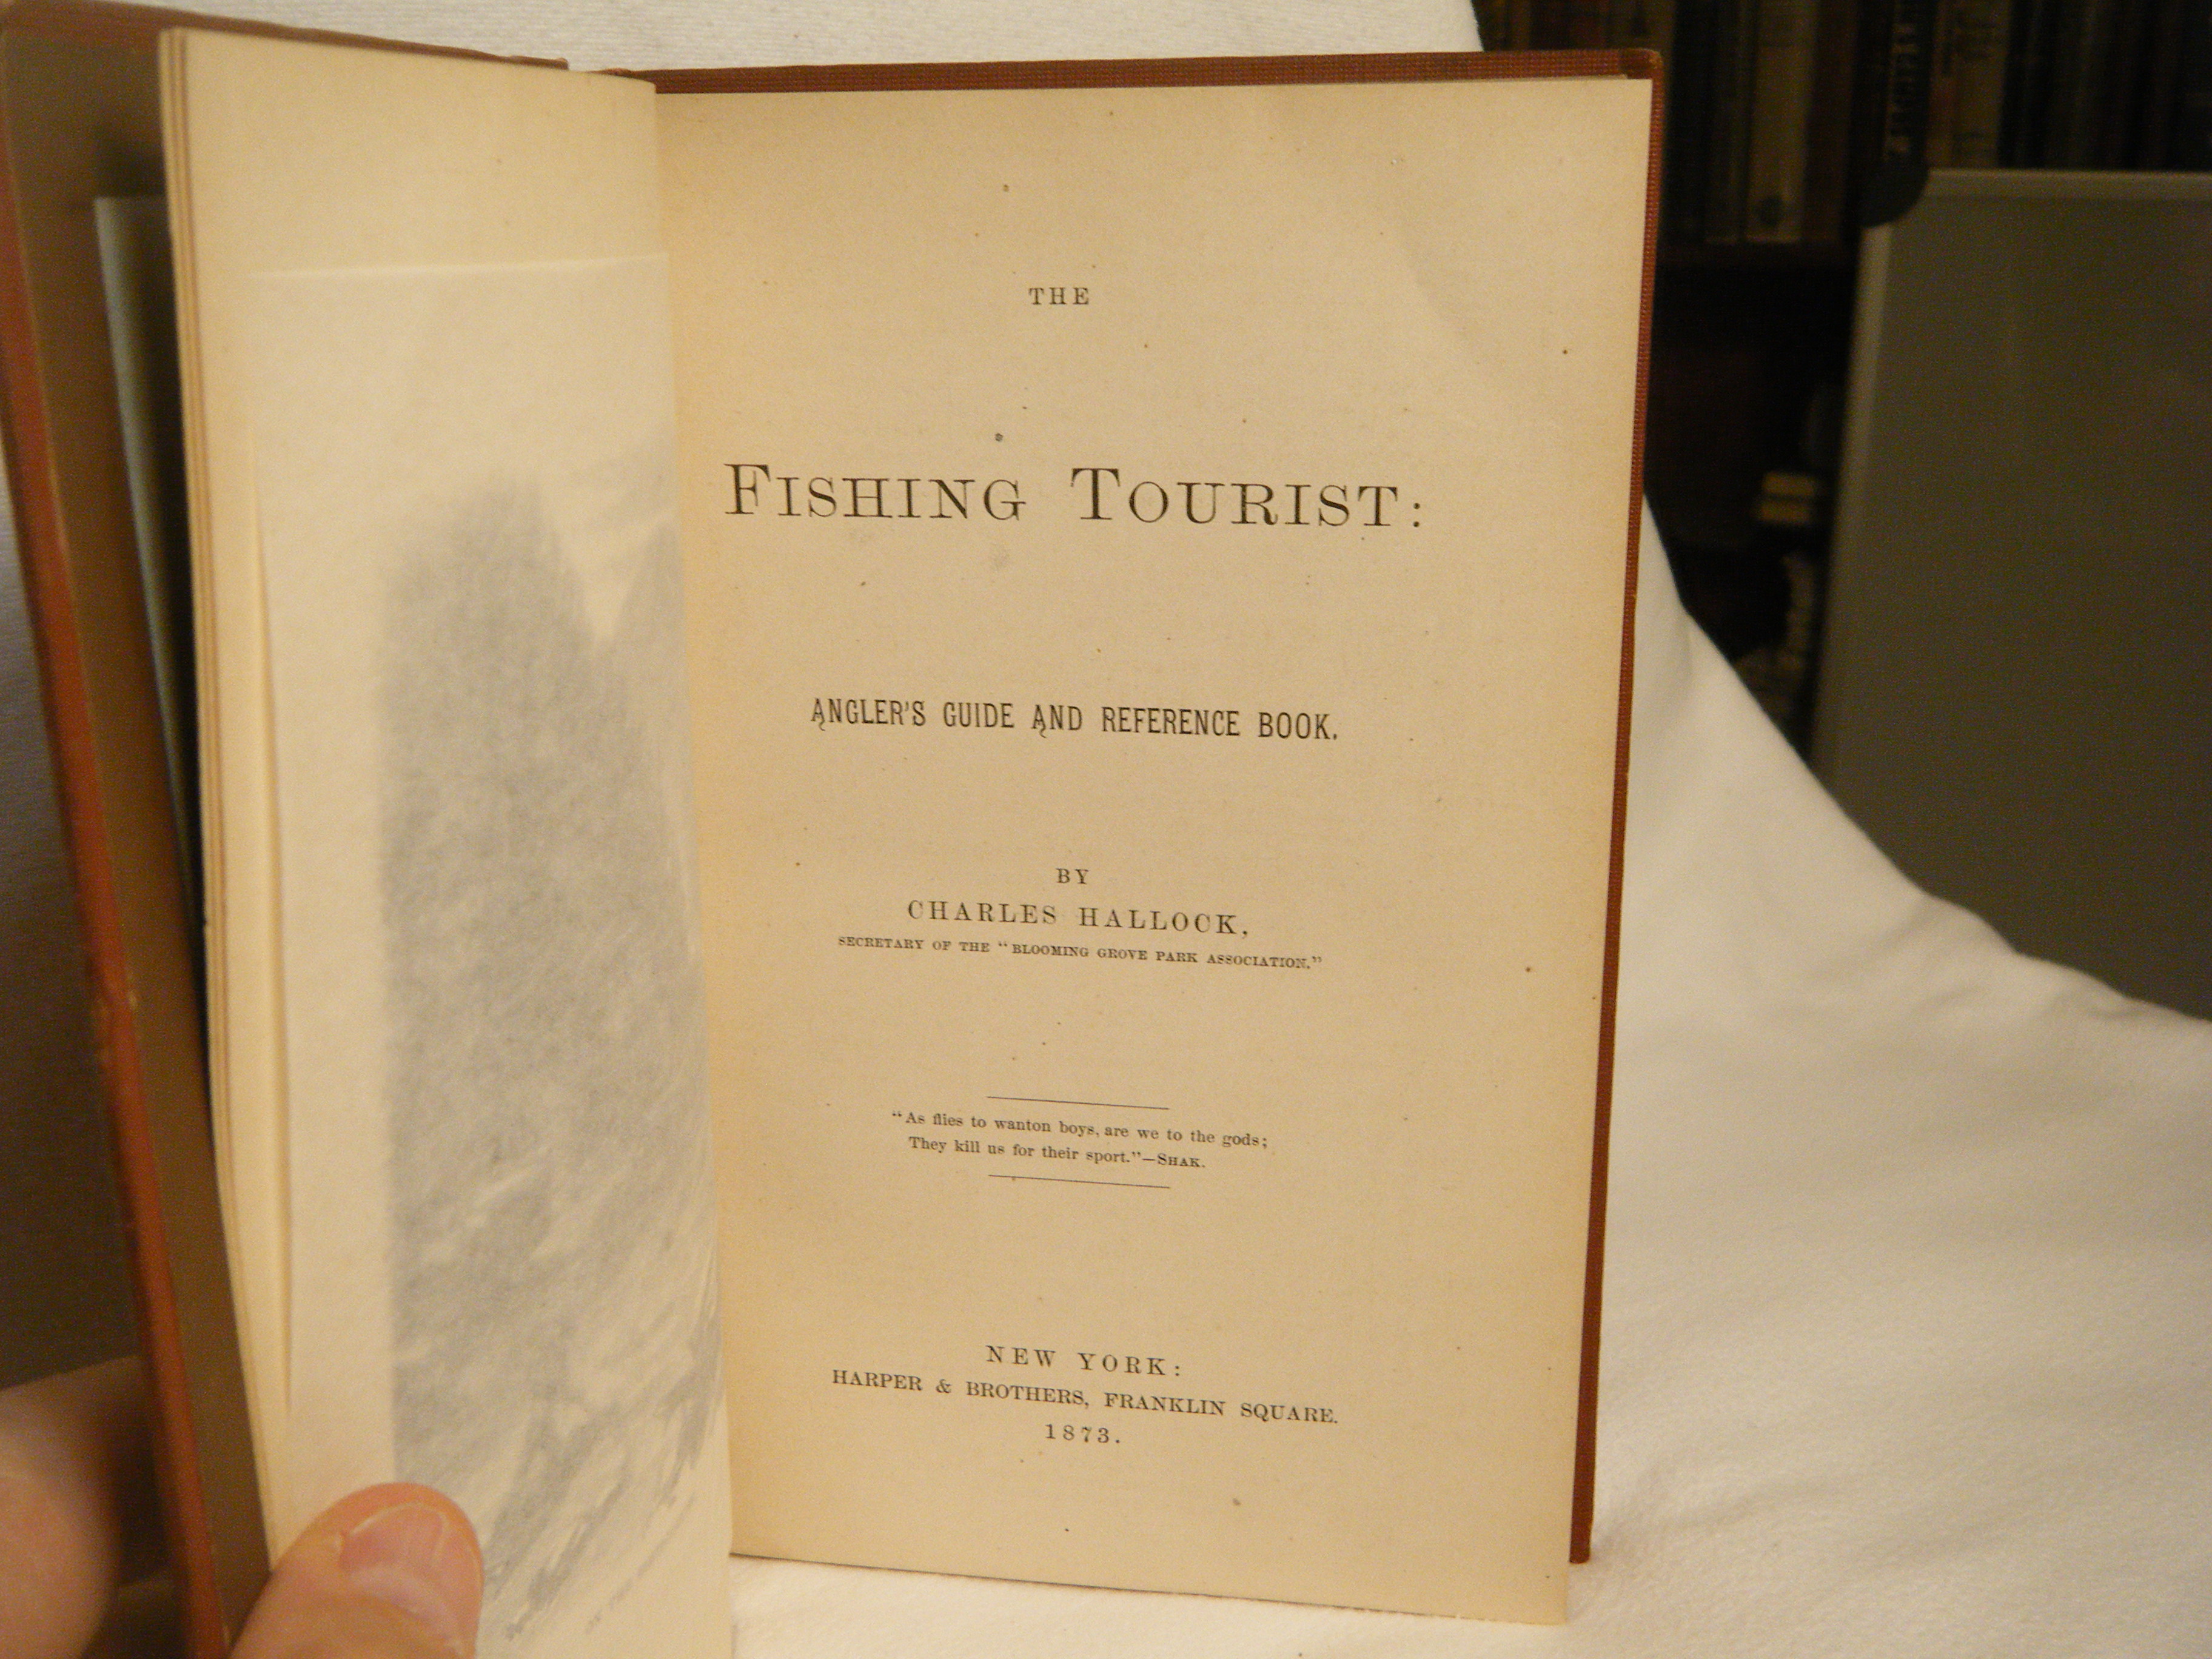 THE
FISHING TOURIST:
ANGLER'S GUIDE AND REFERENCE BOOK.
BY
CHARLES HALLOCK,
SECRETARY OF THE "BLOOMING GROVE PARK ASSOCIATION."
"As flies to wanton boys, are we to the gods;
They kill us for their sport."—SHAK.
NEW YORK:
HARPER & BROTHERS, FRANKLIN SQUARE.
1873.